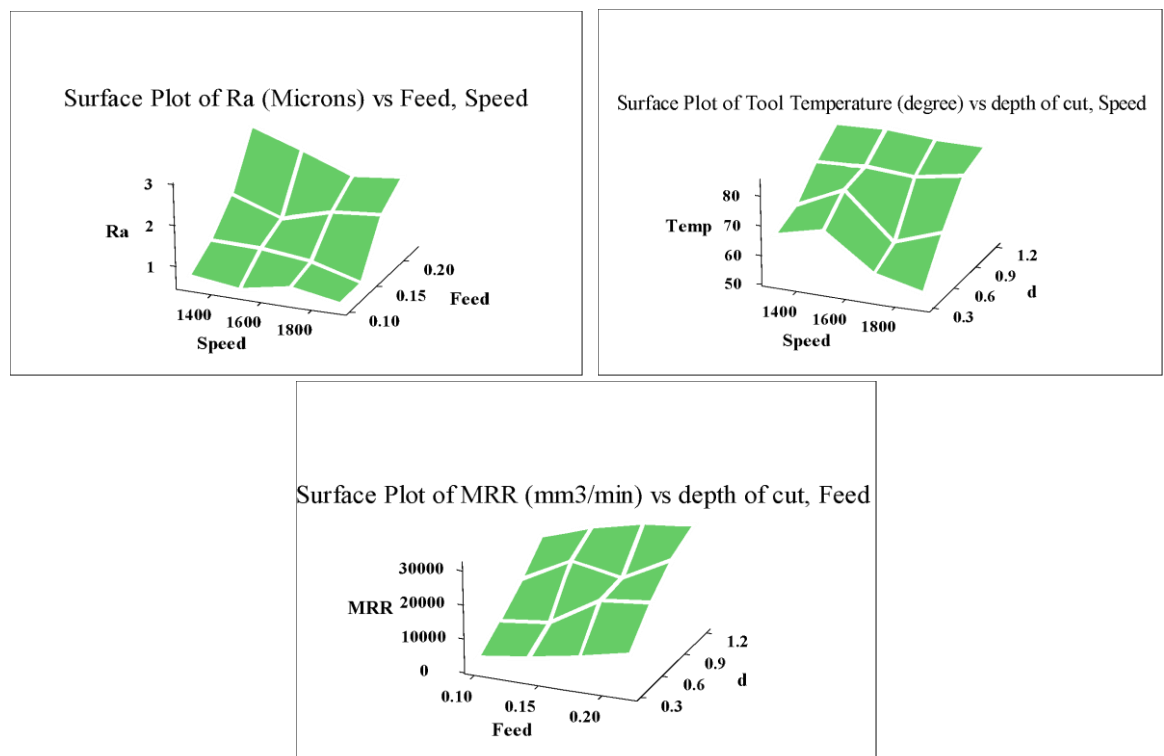 Surface Plot of Ra (Microns) vs Feed, Speed
3
2
1
Ra
1400
1600
1800
Speed
0.20
0.15
0.10
Feed
Surface Plot of Tool Temperature (degree) vs depth of cut, Speed
80
70
60
50
Temp
1400
1600
1800
Speed
1.2
0.9
0.6
0.3
d
Surface Plot of MRR (mm3/min) vs depth of cut, Feed
30000
20000
10000
0
MRR
0.10
0.15
0.20
Feed
1.2
0.9
0.6
0.3
d